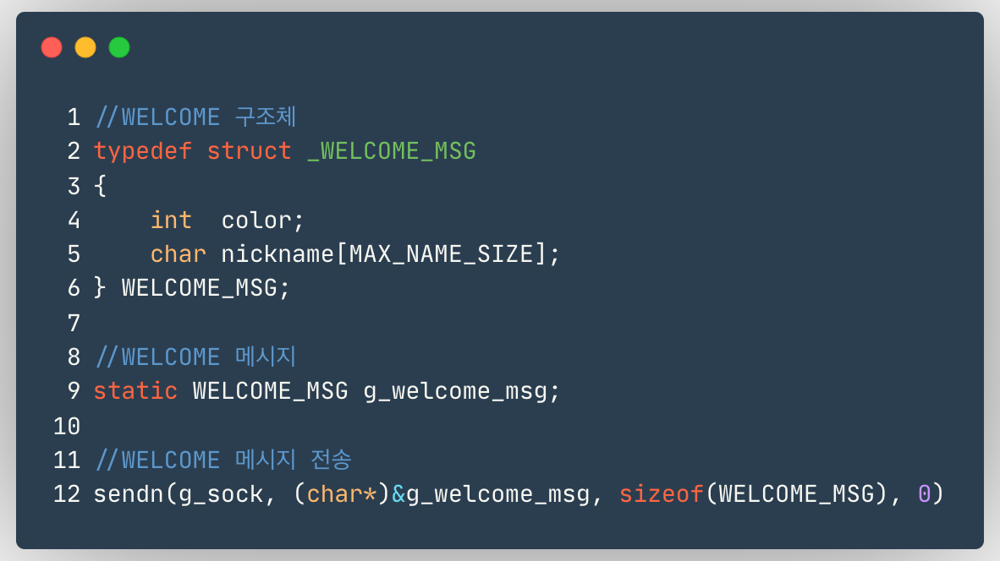 1 //WELCOME 구조체
2 typedef struct _WELCOME_MSG
3 {
4     int  color;
5     char nickname[MAX_NAME_SIZE];
6 } WELCOME_MSG;
7
8 //WELCOME 메시지
9 static WELCOME_MSG g_welcome_msg;
10
11 //WELCOME 메시지 전송
12 sendn(g_sock, (char*)&g_welcome_msg, sizeof(WELCOME_MSG), 0)